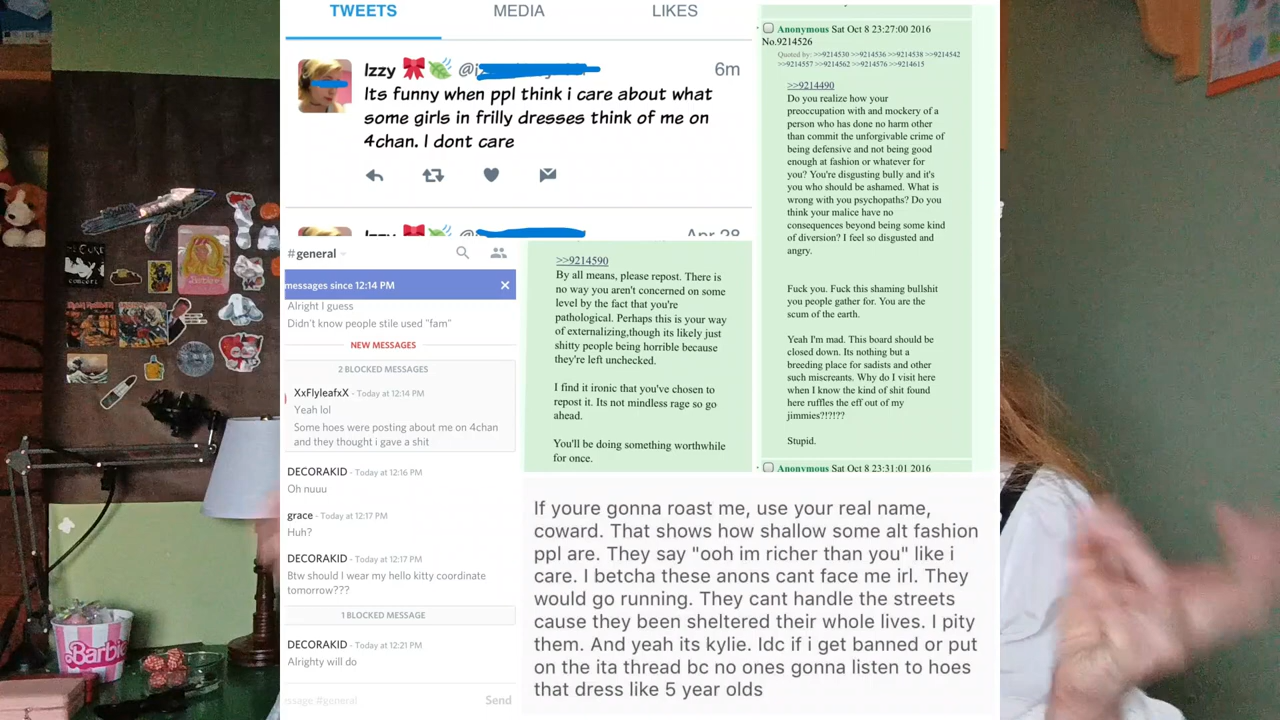 TWEETS MEDIA LIKES
Izzy 🎀🍃 @i
6m
Its funny when ppl think i care about what
some girls in frilly dresses think of me on
4chan. I dont care
Izzy 🎀🍃 @
Apr 28
#general
messages since 12:14 PM
Alright I guess
Didn't know people stile used "fam"
NEW MESSAGES
2 BLOCKED MESSAGES
XxFlyleafxX - Today at 12:14 PM
Yeah lol
Some hoes were posting about me on 4chan
and they thought i gave a shit
DECORAKID - Today at 12:16 PM
Oh nuuu
grace - Today at 12:17 PM
Huh?
DECORAKID - Today at 12:17 PM
Btw should I wear my hello kitty coordinate
tomorrow???
1 BLOCKED MESSAGE
DECORAKID - Today at 12:21 PM
Alrighty will do
ssage #general
Send
>>9214590
By all means, please repost. There is
no way you aren't concerned on some
level by the fact that you're
pathological. Perhaps this is your way
of externalizing,though its likely just
shitty people being horrible because
they're left unchecked.
I find it ironic that you've chosen to
repost it. Its not mindless rage so go
ahead.
You'll be doing something worthwhile
for once.
Anonymous Sat Oct 8 23:27:00 2016
No.9214526
Quoted by: >>9214530 >>9214536 >>9214538 >>9214542
>>9214557 >>9214562 >>9214576 >>9214615
>>9214490
Do you realize how your
preoccupation with and mockery of a
person who has done no harm other
than commit the unforgivable crime of
being defensive and not being good
enough at fashion or whatever for
you? You're disgusting bully and it's
you who should be ashamed. What is
wrong with you psychopaths? Do you
think your malice have no
consequences beyond being some kind
of diversion? I feel so disgusted and
angry.
Fuck you. Fuck this shaming bullshit
you people gather for. You are the
scum of the earth.
Yeah I'm mad. This board should be
closed down. Its nothing but a
breeding place for sadists and other
such miscreants. Why do I visit here
when I know the kind of shit found
here ruffles the eff out of my
jimmies?!!??
Stupid.
Anonymous Sat Oct 8 23:31:01 2016
If youre gonna roast me, use your real name,
coward. That shows how shallow some alt fashion
ppl are. They say "ooh im richer than you" like i
care. I betcha these anons cant face me irl. They
would go running. They cant handle the streets
cause they been sheltered their whole lives. I pity
them. And yeah its kylie. Idc if i get banned or put
on the ita thread bc no ones gonna listen to hoes
that dress like 5 year olds
THE CURE
Barbie